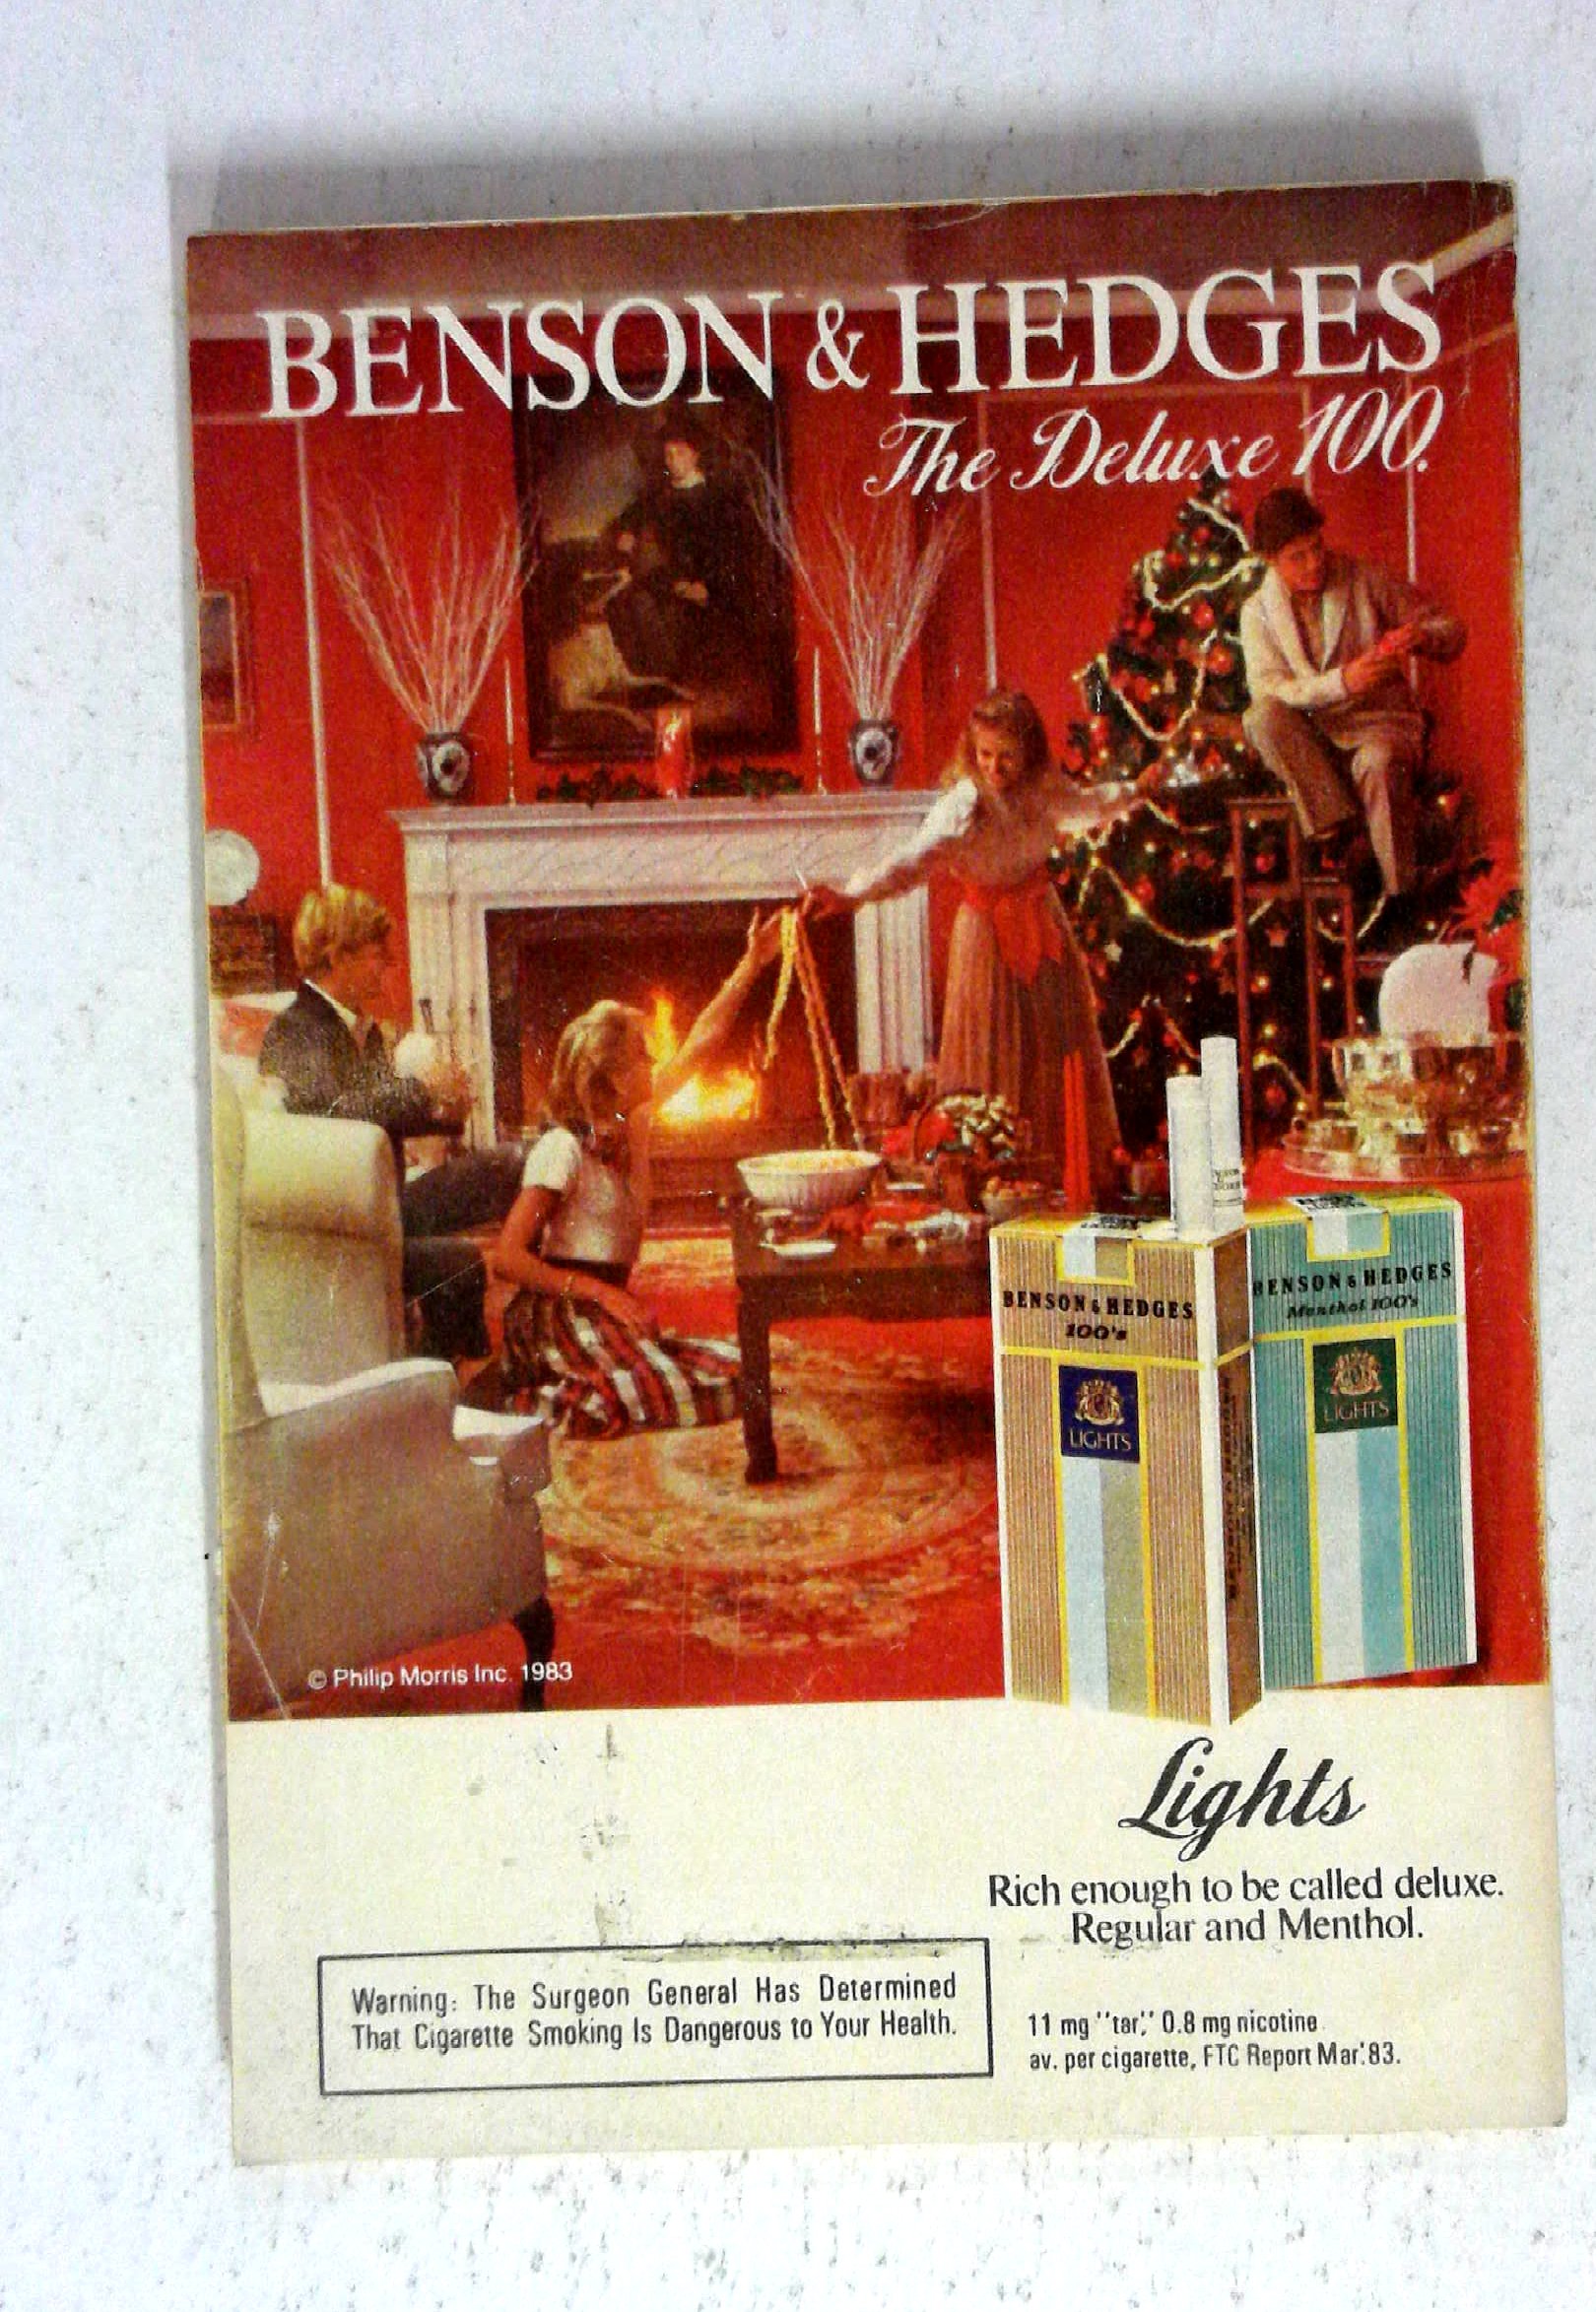 BENSON & HEDGES
The Deluxe 100.
BENSON & HEDGES
100's
LIGHTS
BENSON & HEDGES
Menthol 100's
LIGHTS
© Philip Morris Inc. 1983
Lights
Rich enough to be called deluxe.
Regular and Menthol.
Warning: The Surgeon General Has Determined
That Cigarette Smoking Is Dangerous to Your Health.
11 mg "tar," 0.8 mg nicotine
av. per cigarette, FTC Report Mar.'83.